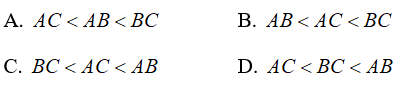 A. AC < AB < BC B. AB < AC < BC
C. BC < AC < AB D. AC < BC < AB